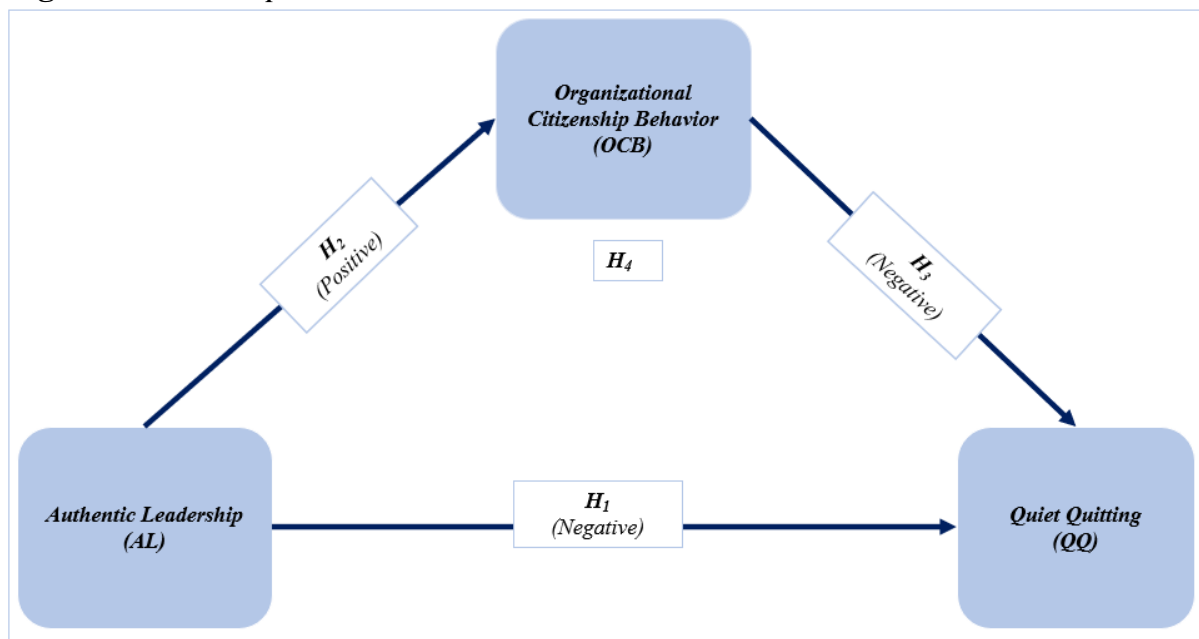 Organizational
Citizenship Behavior
(OCB)
H₂
(Positive)
H₃
(Negative)
H₄
Authentic Leadership
(AL)
H₁
(Negative)
Quiet Quitting
(QQ)